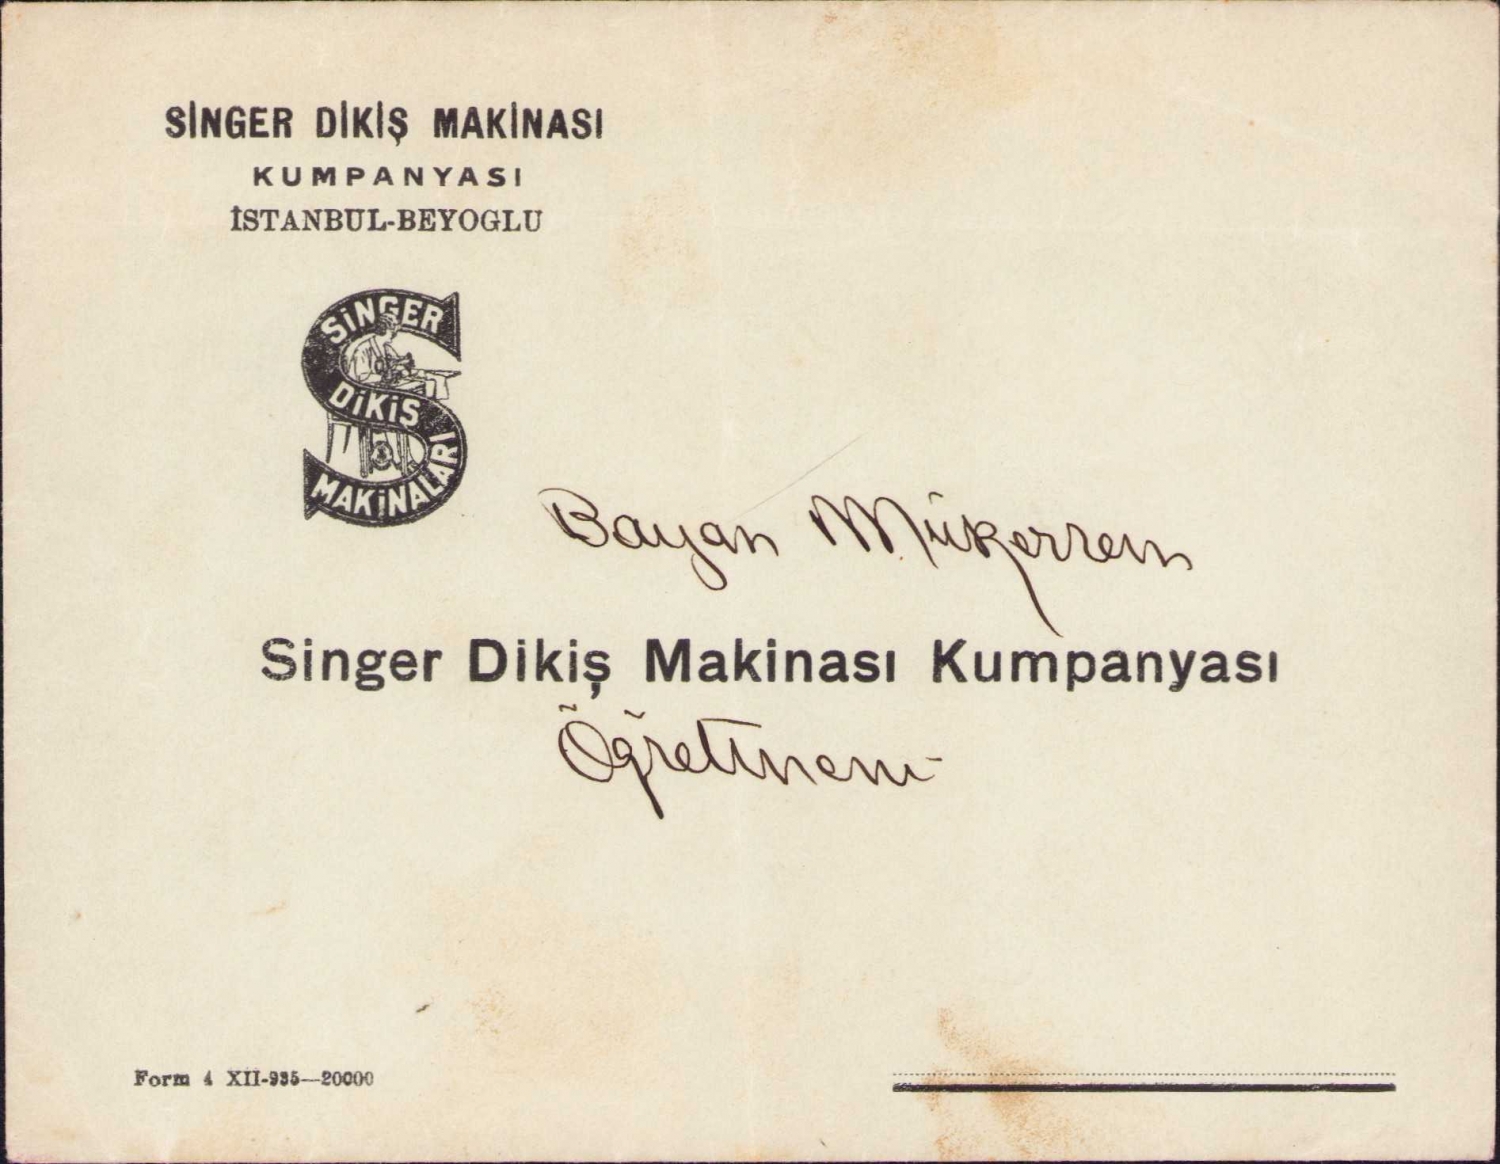 SİNGER DİKİŞ MAKİNASI
KUMPANYASI
İSTANBUL-BEYOGLU
SİNGER
DİKİŞ
MAKİNALARI
Bayan Mükerrem
Singer Dikiş Makinası Kumpanyası
Öğretmeni
Form 4 XII-935—20000